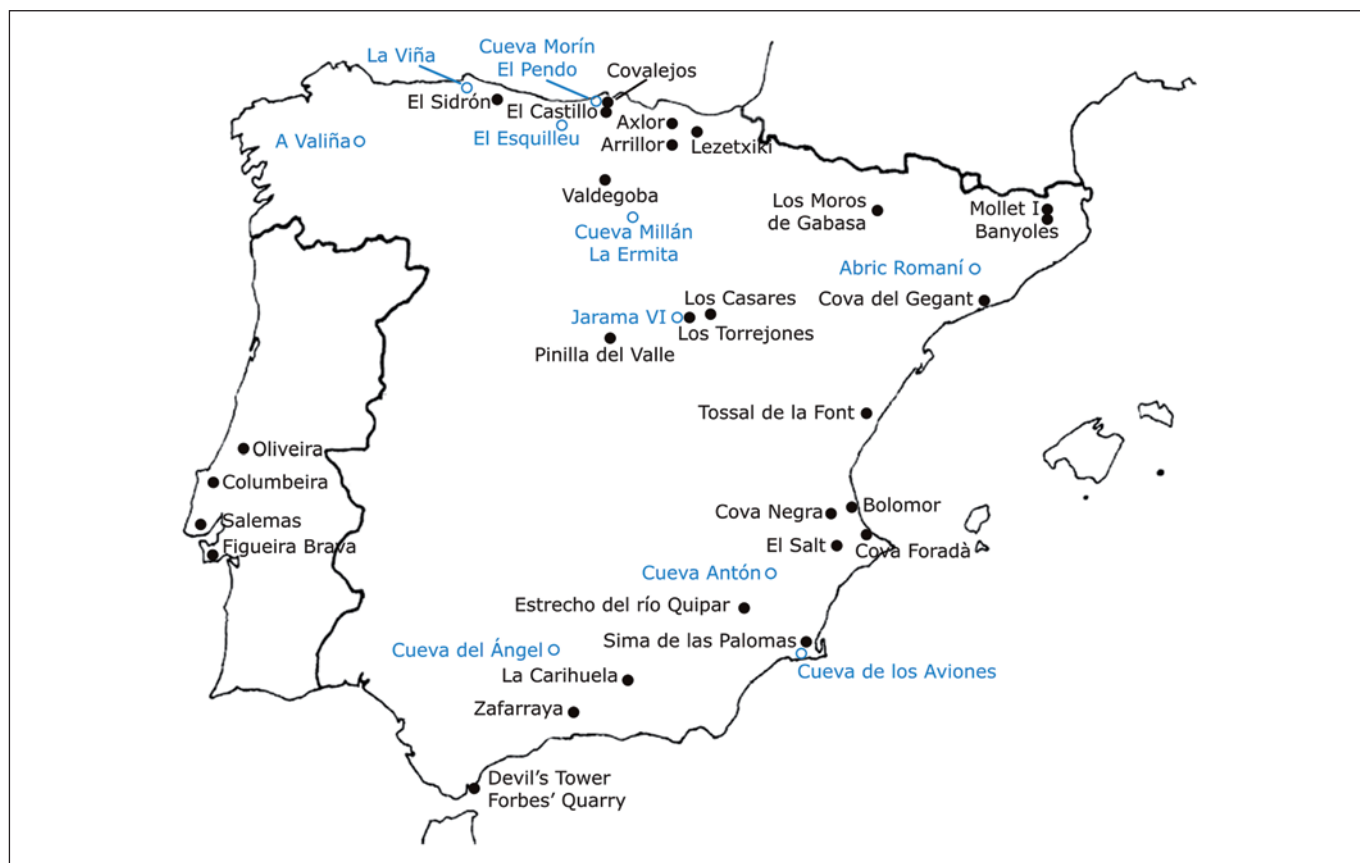 Cueva Morín
El Pendo
La Viña
Covalejos
El Sidrón
El Castillo
Axlor
El Esquilleu
A Valiña
Arrillor
Lezetxiki
Valdegoba
Los Moros
de Gabasa
Mollet I
Banyoles
Cueva Millán
La Ermita
Abric Romaní
Cova del Gegant
Los Casares
Jarama VI
Los Torrejones
Pinilla del Valle
Tossal de la Font
Oliveira
Columbeira
Salemas
Figueira Brava
Cova Negra
Bolomor
El Salt
Cova Foradà
Cueva Antón
Estrecho del río Quipar
Sima de las Palomas
Cueva del Ángel
Cueva de los Aviones
La Carihuela
Zafarraya
Devil's Tower
Forbes' Quarry